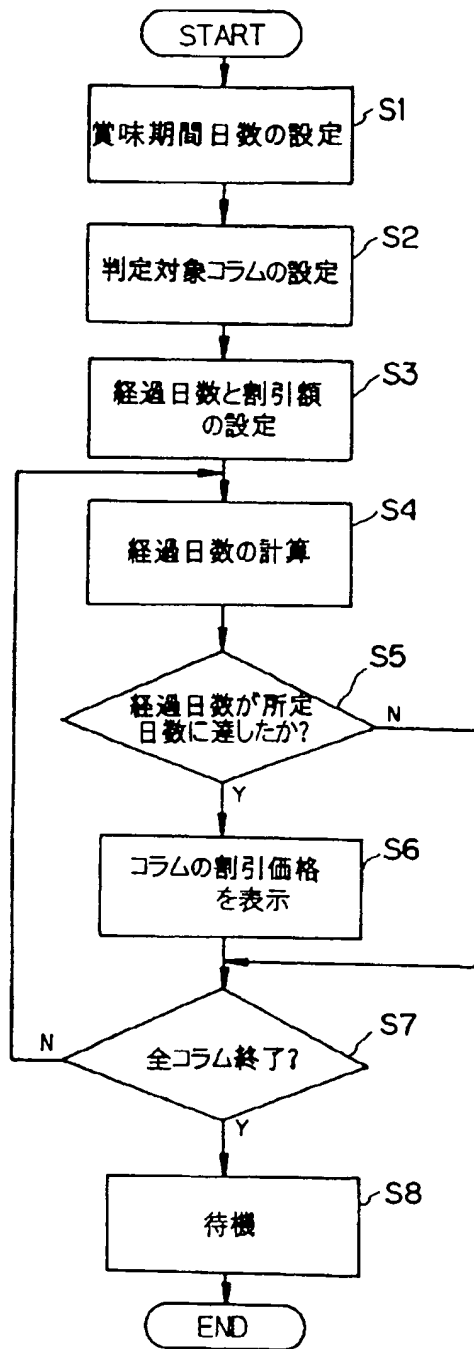 START
賞味期間日数の設定
S1
判定対象コラムの設定
S2
経過日数と割引額
の設定
S3
経過日数の計算
S4
経過日数が所定
日数に達したか?
S5
N
Y
コラムの割引価格
を表示
S6
全コラム終了?
S7
N
Y
待機
S8
END